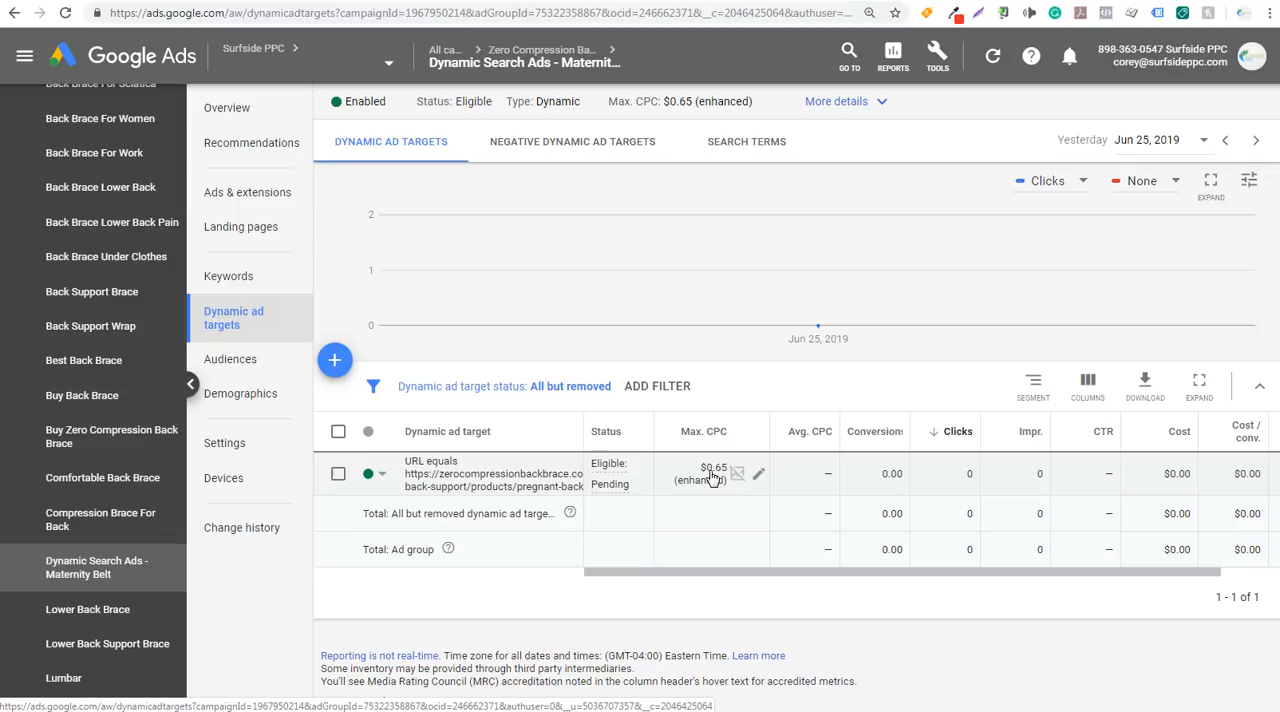 https://ads.google.com/aw/dynamicadtargets?campaignId=1967950214&adGroupId=75322358867&ocid=246662371&__c=2046425064&authuser=...
Google Ads
Surfside PPC
All ca...
Zero Compression Ba...
Dynamic Search Ads - Maternit...
GO TO
REPORTS
TOOLS
898-363-0547 Surfside PPC
corey@surfsideppc.com
Back Brace For Sciatica
Back Brace For Women
Back Brace For Work
Back Brace Lower Back
Back Brace Lower Back Pain
Back Brace Under Clothes
Back Support Brace
Back Support Wrap
Best Back Brace
Buy Back Brace
Buy Zero Compression Back
Brace
Comfortable Back Brace
Compression Brace For
Back
Dynamic Search Ads -
Maternity Belt
Lower Back Brace
Lower Back Support Brace
Lumbar
Overview
Recommendations
Ads & extensions
Landing pages
Keywords
Dynamic ad
targets
Audiences
Demographics
Settings
Devices
Change history
Enabled
Status: Eligible
Type: Dynamic
Max. CPC: $0.65 (enhanced)
More details
DYNAMIC AD TARGETS
NEGATIVE DYNAMIC AD TARGETS
SEARCH TERMS
Yesterday
Jun 25, 2019
Clicks
None
EXPAND
2
1
0
Jun 25, 2019
Dynamic ad target status: All but removed
ADD FILTER
SEGMENT
COLUMNS
DOWNLOAD
EXPAND
Dynamic ad target
Status
Max. CPC
Avg. CPC
Conversions
Clicks
Impr.
CTR
Cost
Cost /
conv.
URL equals
https://zerocompressionbackbrace.co
back-support/products/pregnant-back
Eligible:
Pending
$0.65
(enhanced)
–
0.00
0
0
–
$0.00
$0.00
Total: All but removed dynamic ad targe...
–
0.00
0
0
–
$0.00
$0.00
Total: Ad group
–
0.00
0
0
–
$0.00
$0.00
1 - 1 of 1
Reporting is not real-time. Time zone for all dates and times: (GMT-04:00) Eastern Time. Learn more
Some inventory may be provided through third party intermediaries.
You'll see Media Rating Council (MRC) accreditation noted in the column header's hover text for accredited metrics.
https://ads.google.com/aw/dynamicadtargets?campaignId=1967950214&adGroupId=75322358867&ocid=246662371&authuser=0&__u=5036707357&__c=2046425064